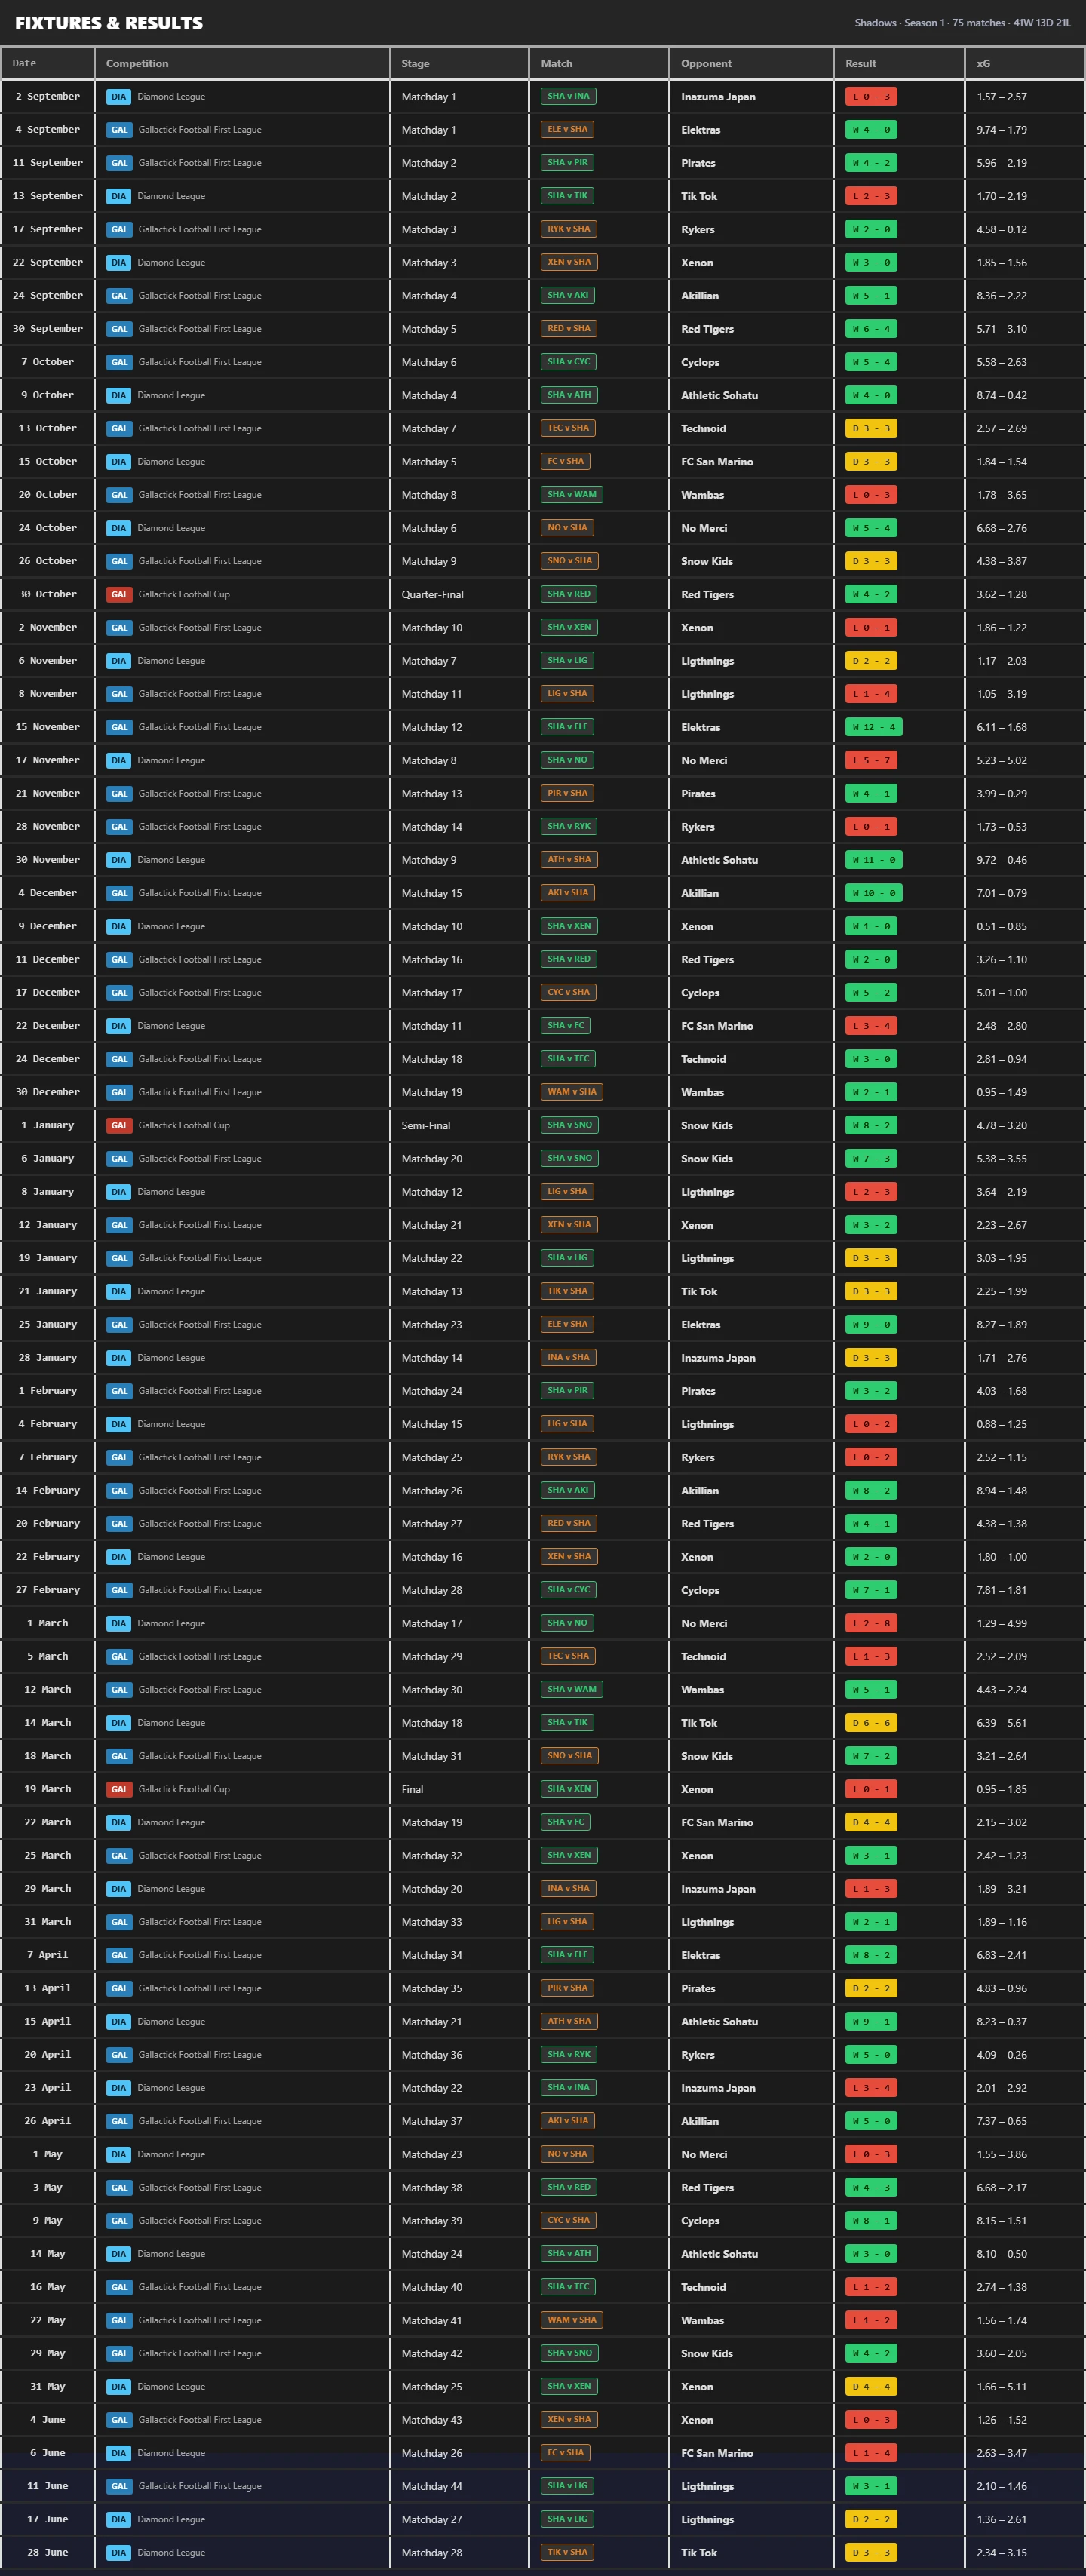 FIXTURES & RESULTS
Shadows · Season 1 · 75 matches · 41W 13D 21L
Date Competition Stage Match Opponent Result xG
2 September DIA Diamond League Matchday 1 SHA v INA Inazuma Japan L 0 - 3 1.57 – 2.57
4 September GAL Gallactick Football First League Matchday 1 ELE v SHA Elektras W 4 - 0 9.74 – 1.79
11 September GAL Gallactick Football First League Matchday 2 SHA v PIR Pirates W 4 - 2 5.96 – 2.19
13 September DIA Diamond League Matchday 2 SHA v TIK Tik Tok L 2 - 3 1.70 – 2.19
17 September GAL Gallactick Football First League Matchday 3 RYK v SHA Rykers W 2 - 0 4.58 – 0.12
22 September DIA Diamond League Matchday 3 XEN v SHA Xenon W 3 - 0 1.85 – 1.56
24 September GAL Gallactick Football First League Matchday 4 SHA v AKI Akillian W 5 - 1 8.36 – 2.22
30 September GAL Gallactick Football First League Matchday 5 RED v SHA Red Tigers W 6 - 4 5.71 – 3.10
7 October GAL Gallactick Football First League Matchday 6 SHA v CYC Cyclops W 5 - 4 5.58 – 2.63
9 October DIA Diamond League Matchday 4 SHA v ATH Athletic Sohatu W 4 - 0 8.74 – 0.42
13 October GAL Gallactick Football First League Matchday 7 TEC v SHA Technoid D 3 - 3 2.57 – 2.69
15 October DIA Diamond League Matchday 5 FC v SHA FC San Marino D 3 - 3 1.84 – 1.54
20 October GAL Gallactick Football First League Matchday 8 SHA v WAM Wambas L 0 - 3 1.78 – 3.65
24 October DIA Diamond League Matchday 6 NO v SHA No Merci W 5 - 4 6.68 – 2.76
26 October GAL Gallactick Football First League Matchday 9 SNO v SHA Snow Kids D 3 - 3 4.38 – 3.87
30 October GAL Gallactick Football Cup Quarter-Final SHA v RED Red Tigers W 4 - 2 3.62 – 1.28
2 November GAL Gallactick Football First League Matchday 10 SHA v XEN Xenon L 0 - 1 1.86 – 1.22
6 November DIA Diamond League Matchday 7 SHA v LIG Ligthnings D 2 - 2 1.17 – 2.03
8 November GAL Gallactick Football First League Matchday 11 LIG v SHA Ligthnings L 1 - 4 1.05 – 3.19
15 November GAL Gallactick Football First League Matchday 12 SHA v ELE Elektras W 12 - 4 6.11 – 1.68
17 November DIA Diamond League Matchday 8 SHA v NO No Merci L 5 - 7 5.23 – 5.02
21 November GAL Gallactick Football First League Matchday 13 PIR v SHA Pirates W 4 - 1 3.99 – 0.29
28 November GAL Gallactick Football First League Matchday 14 SHA v RYK Rykers L 0 - 1 1.73 – 0.53
30 November DIA Diamond League Matchday 9 ATH v SHA Athletic Sohatu W 11 - 0 9.72 – 0.46
4 December GAL Gallactick Football First League Matchday 15 AKI v SHA Akillian W 10 - 0 7.01 – 0.79
9 December DIA Diamond League Matchday 10 SHA v XEN Xenon W 1 - 0 0.51 – 0.85
11 December GAL Gallactick Football First League Matchday 16 SHA v RED Red Tigers W 2 - 0 3.26 – 1.10
17 December GAL Gallactick Football First League Matchday 17 CYC v SHA Cyclops W 5 - 2 5.01 – 1.00
22 December DIA Diamond League Matchday 11 SHA v FC FC San Marino L 3 - 4 2.48 – 2.80
24 December GAL Gallactick Football First League Matchday 18 SHA v TEC Technoid W 3 - 0 2.81 – 0.94
30 December GAL Gallactick Football First League Matchday 19 WAM v SHA Wambas W 2 - 1 0.95 – 1.49
1 January GAL Gallactick Football Cup Semi-Final SHA v SNO Snow Kids W 8 - 2 4.78 – 3.20
6 January GAL Gallactick Football First League Matchday 20 SHA v SNO Snow Kids W 7 - 3 5.38 – 3.55
8 January DIA Diamond League Matchday 12 LIG v SHA Ligthnings L 2 - 3 3.64 – 2.19
12 January GAL Gallactick Football First League Matchday 21 XEN v SHA Xenon W 3 - 2 2.23 – 2.67
19 January GAL Gallactick Football First League Matchday 22 SHA v LIG Ligthnings D 3 - 3 3.03 – 1.95
21 January DIA Diamond League Matchday 13 TIK v SHA Tik Tok D 3 - 3 2.25 – 1.99
25 January GAL Gallactick Football First League Matchday 23 ELE v SHA Elektras W 9 - 0 8.27 – 1.89
28 January DIA Diamond League Matchday 14 INA v SHA Inazuma Japan D 3 - 3 1.71 – 2.76
1 February GAL Gallactick Football First League Matchday 24 SHA v PIR Pirates W 3 - 2 4.03 – 1.68
4 February DIA Diamond League Matchday 15 LIG v SHA Ligthnings L 0 - 2 0.88 – 1.25
7 February GAL Gallactick Football First League Matchday 25 RYK v SHA Rykers L 0 - 2 2.52 – 1.15
14 February GAL Gallactick Football First League Matchday 26 SHA v AKI Akillian W 8 - 2 8.94 – 1.48
20 February GAL Gallactick Football First League Matchday 27 RED v SHA Red Tigers W 4 - 1 4.38 – 1.38
22 February DIA Diamond League Matchday 16 XEN v SHA Xenon W 2 - 0 1.80 – 1.00
27 February GAL Gallactick Football First League Matchday 28 SHA v CYC Cyclops W 7 - 1 7.81 – 1.81
1 March DIA Diamond League Matchday 17 SHA v NO No Merci L 2 - 8 1.29 – 4.99
5 March GAL Gallactick Football First League Matchday 29 TEC v SHA Technoid L 1 - 3 2.52 – 2.09
12 March GAL Gallactick Football First League Matchday 30 SHA v WAM Wambas W 5 - 1 4.43 – 2.24
14 March DIA Diamond League Matchday 18 SHA v TIK Tik Tok D 6 - 6 6.39 – 5.61
18 March GAL Gallactick Football First League Matchday 31 SNO v SHA Snow Kids W 7 - 2 3.21 – 2.64
19 March GAL Gallactick Football Cup Final SHA v XEN Xenon L 0 - 1 0.95 – 1.85
22 March DIA Diamond League Matchday 19 SHA v FC FC San Marino D 4 - 4 2.15 – 3.02
25 March GAL Gallactick Football First League Matchday 32 SHA v XEN Xenon W 3 - 1 2.42 – 1.23
29 March DIA Diamond League Matchday 20 INA v SHA Inazuma Japan L 1 - 3 1.89 – 3.21
31 March GAL Gallactick Football First League Matchday 33 LIG v SHA Ligthnings W 2 - 1 1.89 – 1.16
7 April GAL Gallactick Football First League Matchday 34 SHA v ELE Elektras W 8 - 2 6.83 – 2.41
13 April GAL Gallactick Football First League Matchday 35 PIR v SHA Pirates D 2 - 2 4.83 – 0.96
15 April DIA Diamond League Matchday 21 ATH v SHA Athletic Sohatu W 9 - 1 8.23 – 0.37
20 April GAL Gallactick Football First League Matchday 36 SHA v RYK Rykers W 5 - 0 4.09 – 0.26
23 April DIA Diamond League Matchday 22 SHA v INA Inazuma Japan L 3 - 4 2.01 – 2.92
26 April GAL Gallactick Football First League Matchday 37 AKI v SHA Akillian W 5 - 0 7.37 – 0.65
1 May DIA Diamond League Matchday 23 NO v SHA No Merci L 0 - 3 1.55 – 3.86
3 May GAL Gallactick Football First League Matchday 38 SHA v RED Red Tigers W 4 - 3 6.68 – 2.17
9 May GAL Gallactick Football First League Matchday 39 CYC v SHA Cyclops W 8 - 1 8.15 – 1.51
14 May DIA Diamond League Matchday 24 SHA v ATH Athletic Sohatu W 3 - 0 8.10 – 0.50
16 May GAL Gallactick Football First League Matchday 40 SHA v TEC Technoid L 1 - 2 2.74 – 1.38
22 May GAL Gallactick Football First League Matchday 41 WAM v SHA Wambas L 1 - 2 1.56 – 1.74
29 May GAL Gallactick Football First League Matchday 42 SHA v SNO Snow Kids W 4 - 2 3.60 – 2.05
31 May DIA Diamond League Matchday 25 SHA v XEN Xenon D 4 - 4 1.66 – 5.11
4 June GAL Gallactick Football First League Matchday 43 XEN v SHA Xenon L 0 - 3 1.26 – 1.52
6 June DIA Diamond League Matchday 26 FC v SHA FC San Marino L 1 - 4 2.63 – 3.47
11 June GAL Gallactick Football First League Matchday 44 SHA v LIG Ligthnings W 3 - 1 2.10 – 1.46
17 June DIA Diamond League Matchday 27 SHA v LIG Ligthnings D 2 - 2 1.36 – 2.61
28 June DIA Diamond League Matchday 28 TIK v SHA Tik Tok D 3 - 3 2.34 – 3.15